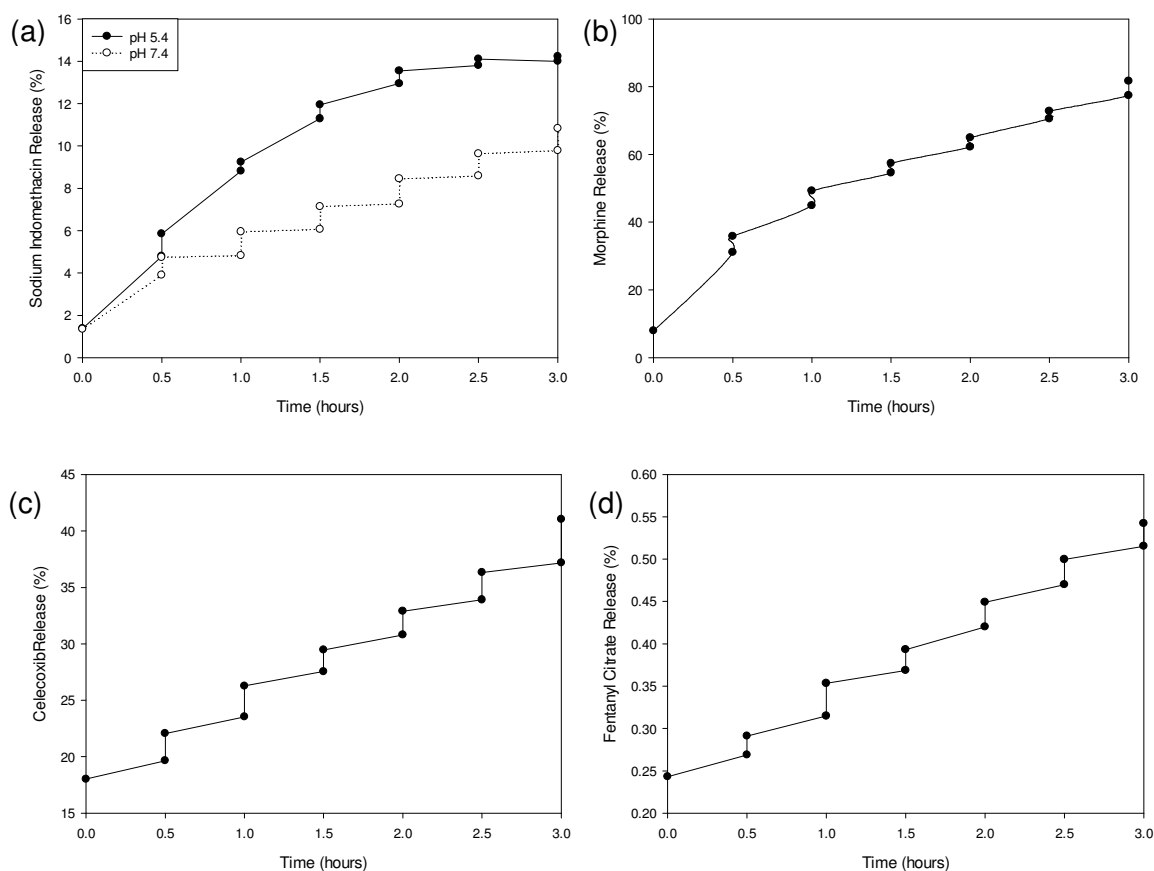 (a)
Sodium Indomethacin Release (%)
16
14
12
10
8
6
4
2
0
pH 5.4
pH 7.4
0.0 0.5 1.0 1.5 2.0 2.5 3.0
Time (hours)
(b)
Morphine Release (%)
100
80
60
40
20
0
0.0 0.5 1.0 1.5 2.0 2.5 3.0
Time (hours)
(c)
CelecoxibRelease (%)
45
40
35
30
25
20
15
0.0 0.5 1.0 1.5 2.0 2.5 3.0
Time (hours)
(d)
Fentanyl Citrate Release (%)
0.60
0.55
0.50
0.45
0.40
0.35
0.30
0.25
0.20
0.0 0.5 1.0 1.5 2.0 2.5 3.0
Time (hours)